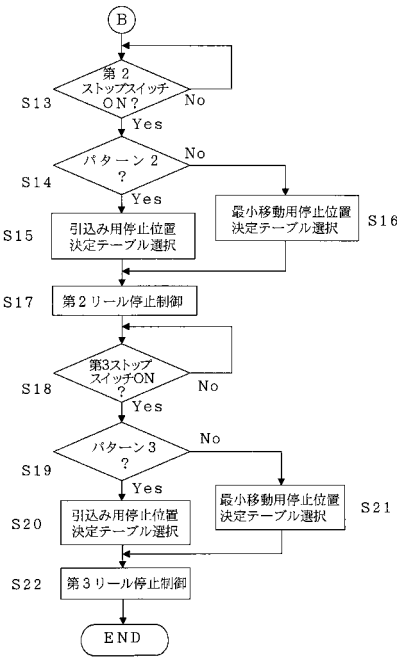 B
第２
ストップスイッチ
ＯＮ？
S13
No
Yes
パターン２
？
S14
No
Yes
引込み用停止位置
決定テーブル選択
S15
最小移動用停止位置
決定テーブル選択
S16
第２リール停止制御
S17
第3ストップ
スイッチON
？
S18
No
Yes
パターン３
？
S19
No
Yes
引込み用停止位置
決定テーブル選択
S20
最小移動用停止位置
決定テーブル選択
S21
第３リール停止制御
S22
END